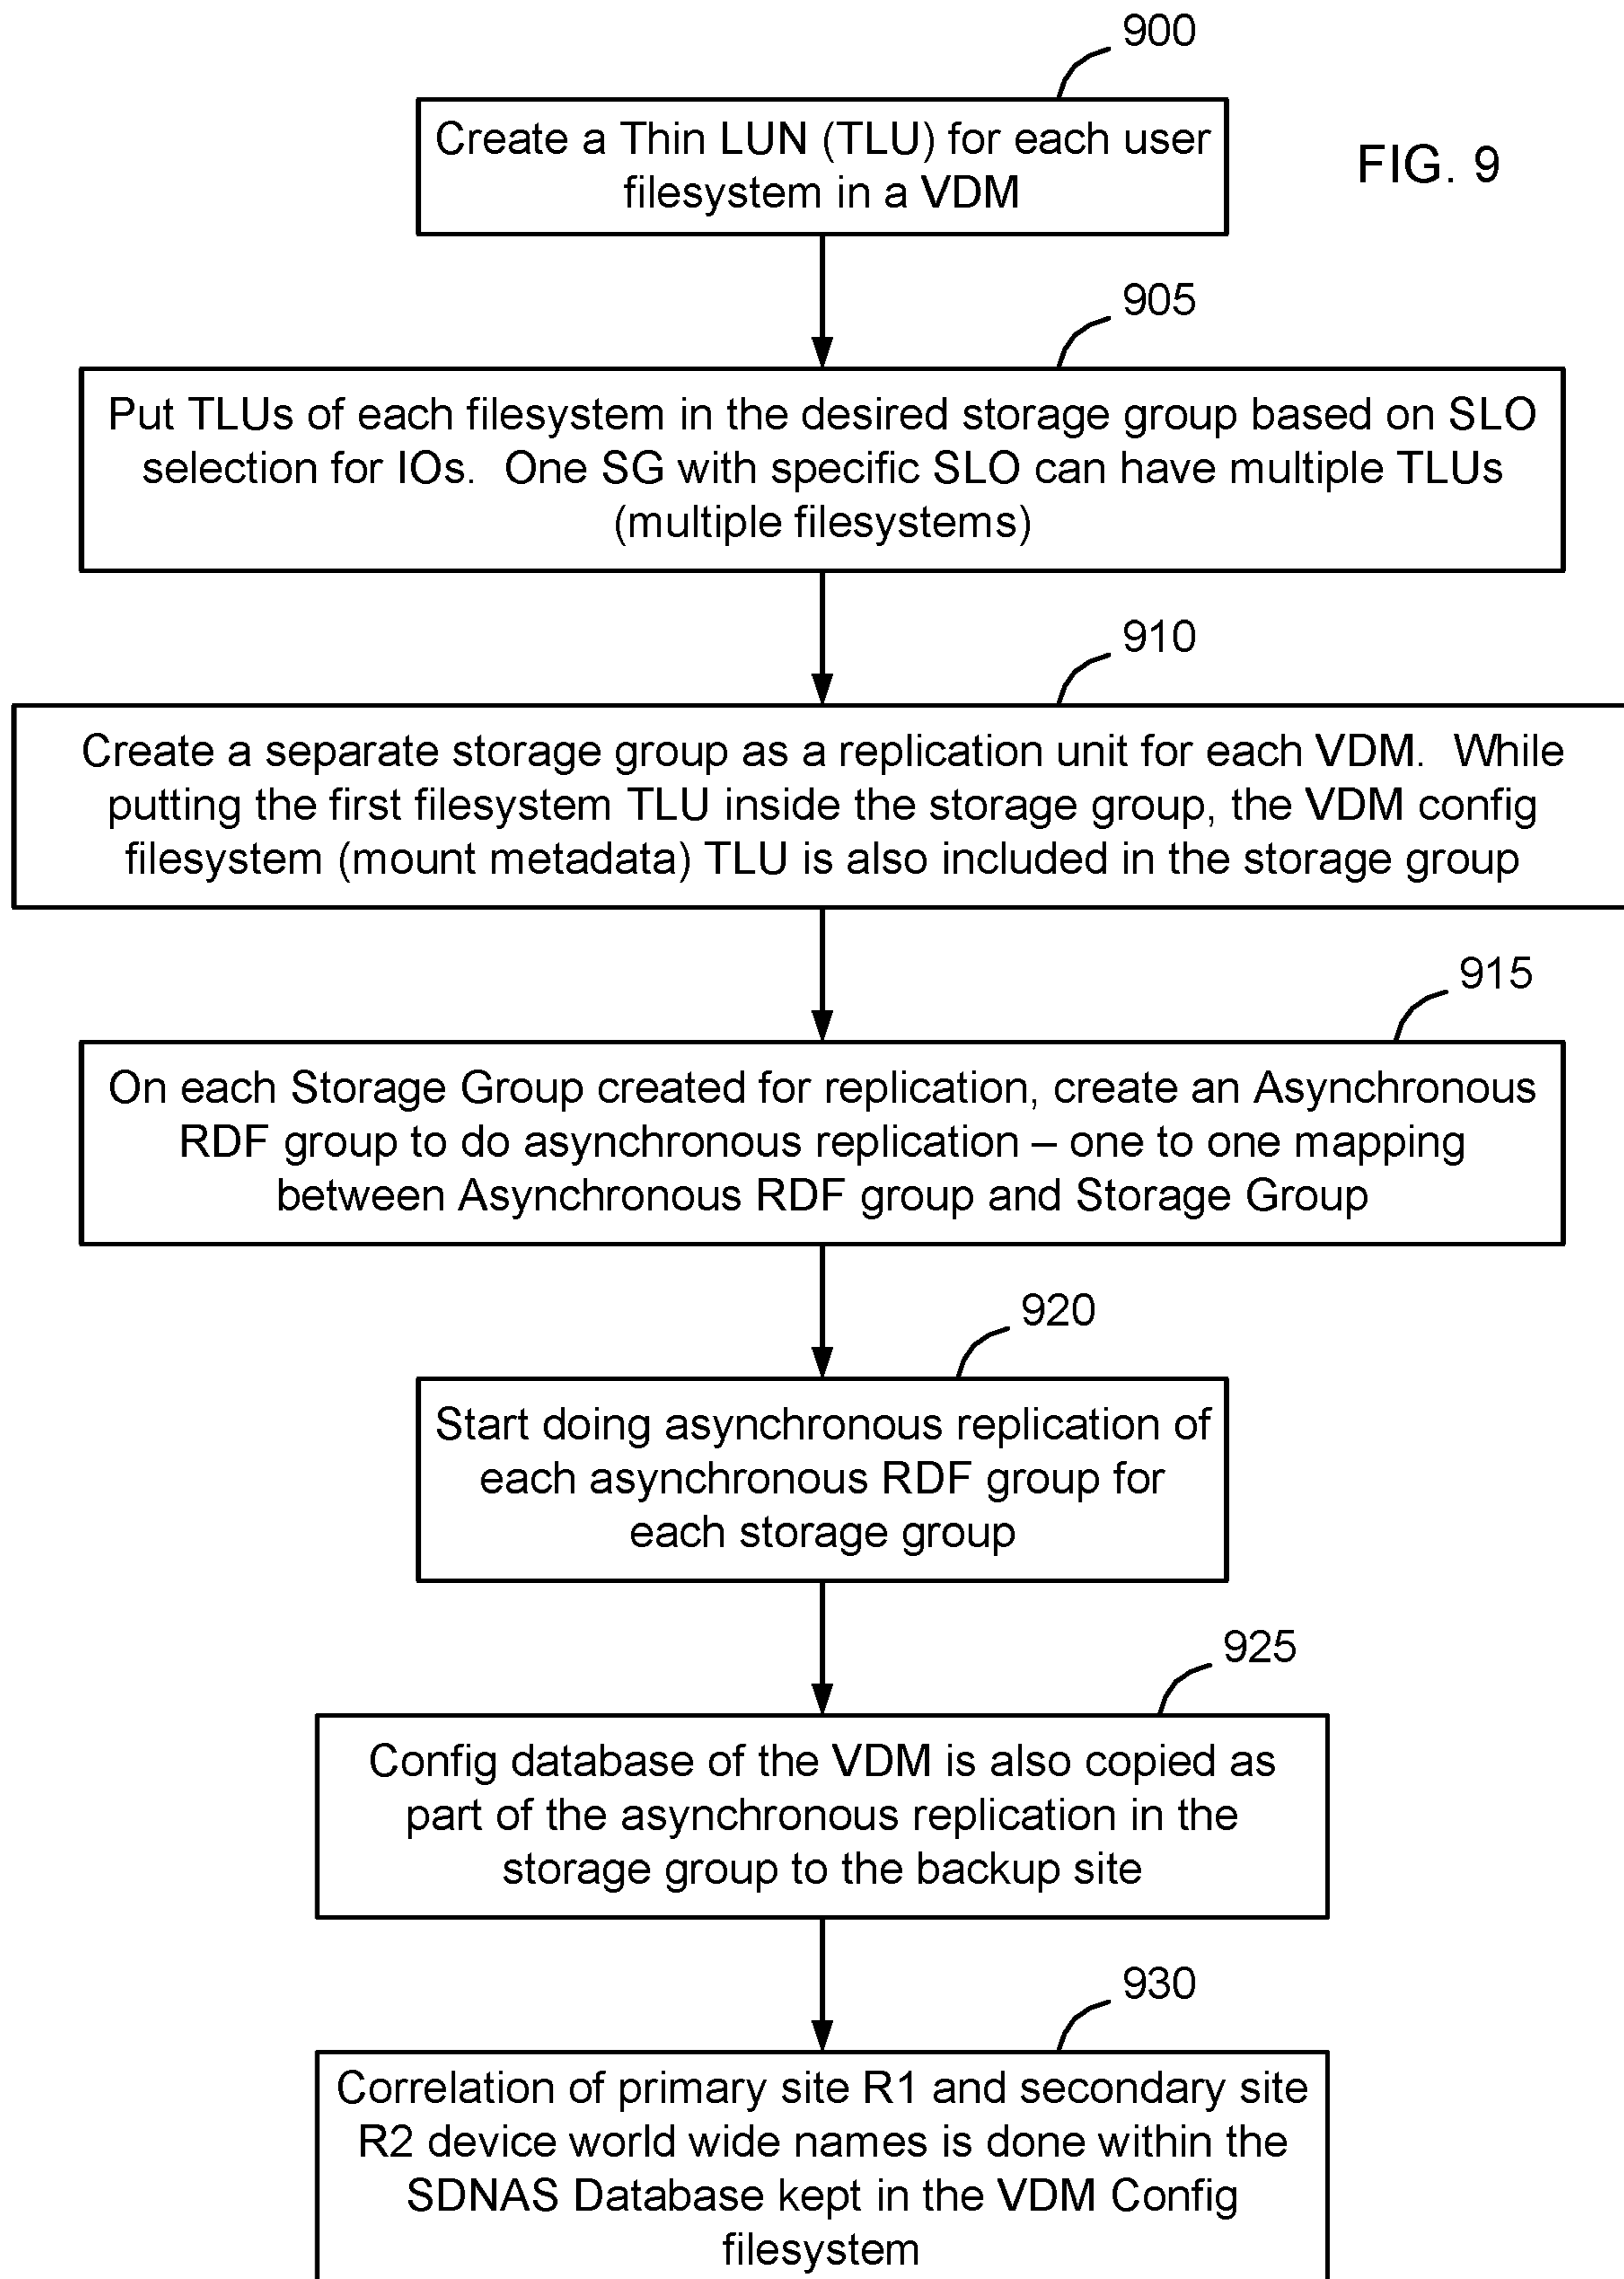 900
Create a Thin LUN (TLU) for each user
filesystem in a VDM
FIG. 9
905
Put TLUs of each filesystem in the desired storage group based on SLO
selection for IOs. One SG with specific SLO can have multiple TLUs
(multiple filesystems)
910
Create a separate storage group as a replication unit for each VDM. While
putting the first filesystem TLU inside the storage group, the VDM config
filesystem (mount metadata) TLU is also included in the storage group
915
On each Storage Group created for replication, create an Asynchronous
RDF group to do asynchronous replication – one to one mapping
between Asynchronous RDF group and Storage Group
920
Start doing asynchronous replication of
each asynchronous RDF group for
each storage group
925
Config database of the VDM is also copied as
part of the asynchronous replication in the
storage group to the backup site
930
Correlation of primary site R1 and secondary site
R2 device world wide names is done within the
SDNAS Database kept in the VDM Config
filesystem